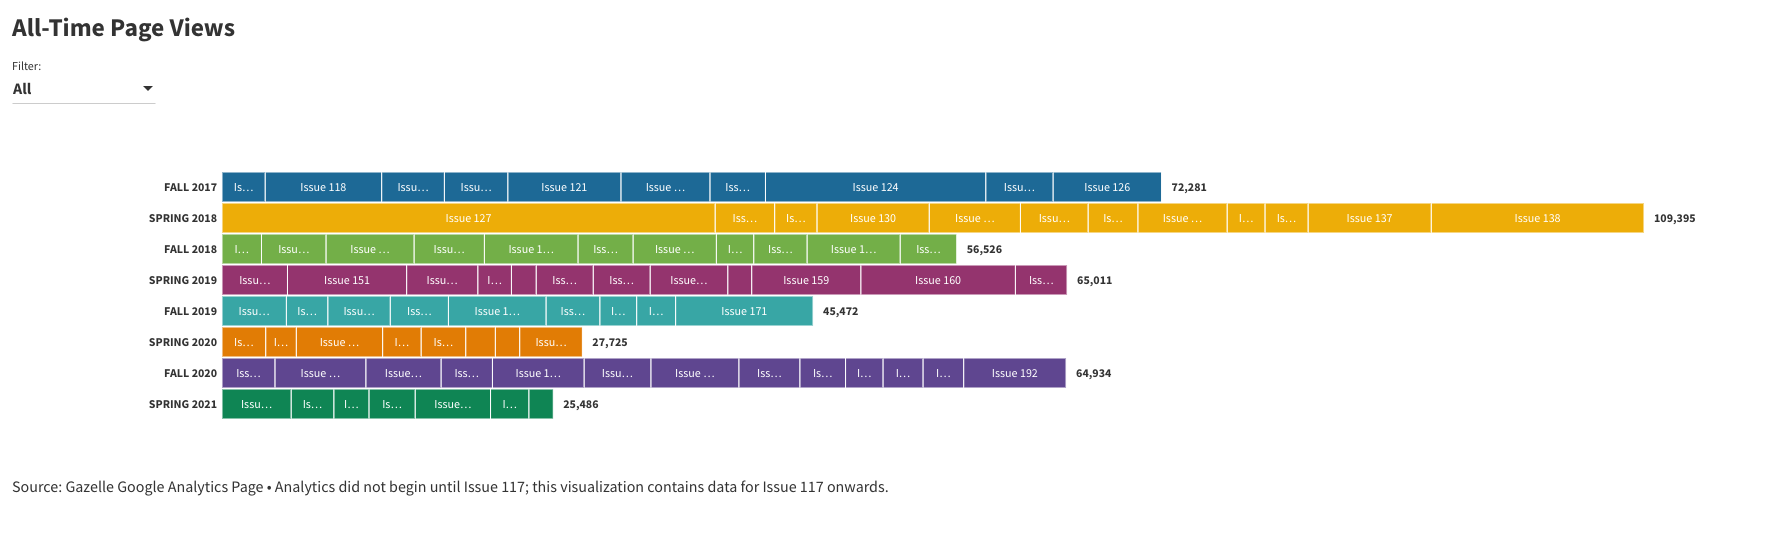 All-Time Page Views
Filter:
All
FALL 2017 Is… Issue 118 Issu… Issu… Issue 121 Issue … Iss… Issue 124 Issu… Issue 126 72,281
SPRING 2018 Issue 127 Iss… Is… Issue 130 Issue … Issu… Is… Issue … I… Is… Issue 137 Issue 138 109,395
FALL 2018 I… Issu… Issue … Issu… Issue 1… Iss… Issue … I… Iss… Issue 1… Iss… 56,526
SPRING 2019 Issu… Issue 151 Issu… I… Iss… Iss… Issue… Issue 159 Issue 160 Iss… 65,011
FALL 2019 Issu… Is… Issu… Iss… Issue 1… Iss… I… I… Issue 171 45,472
SPRING 2020 Is… I… Issue … I… Is… Issu… 27,725
FALL 2020 Iss… Issue … Issue… Iss… Issue 1… Issu… Issue … Iss… Is… I… I… I… Issue 192 64,934
SPRING 2021 Issu… Is… I… Is… Issue… I… 25,486
Source: Gazelle Google Analytics Page • Analytics did not begin until Issue 117; this visualization contains data for Issue 117 onwards.